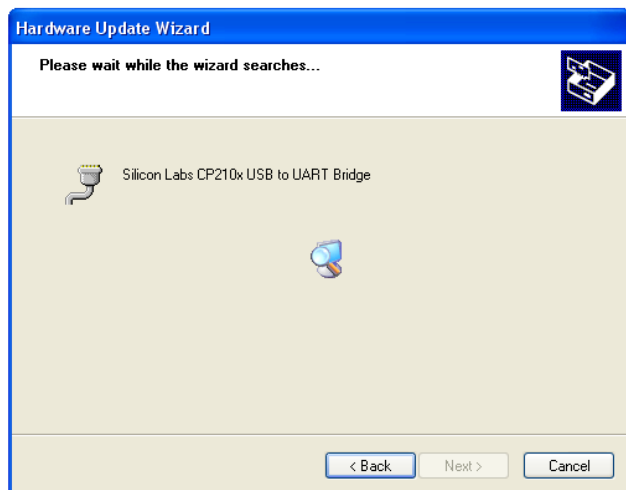 Hardware Update Wizard
Please wait while the wizard searches...
Silicon Labs CP210x USB to UART Bridge
< Back Next > Cancel